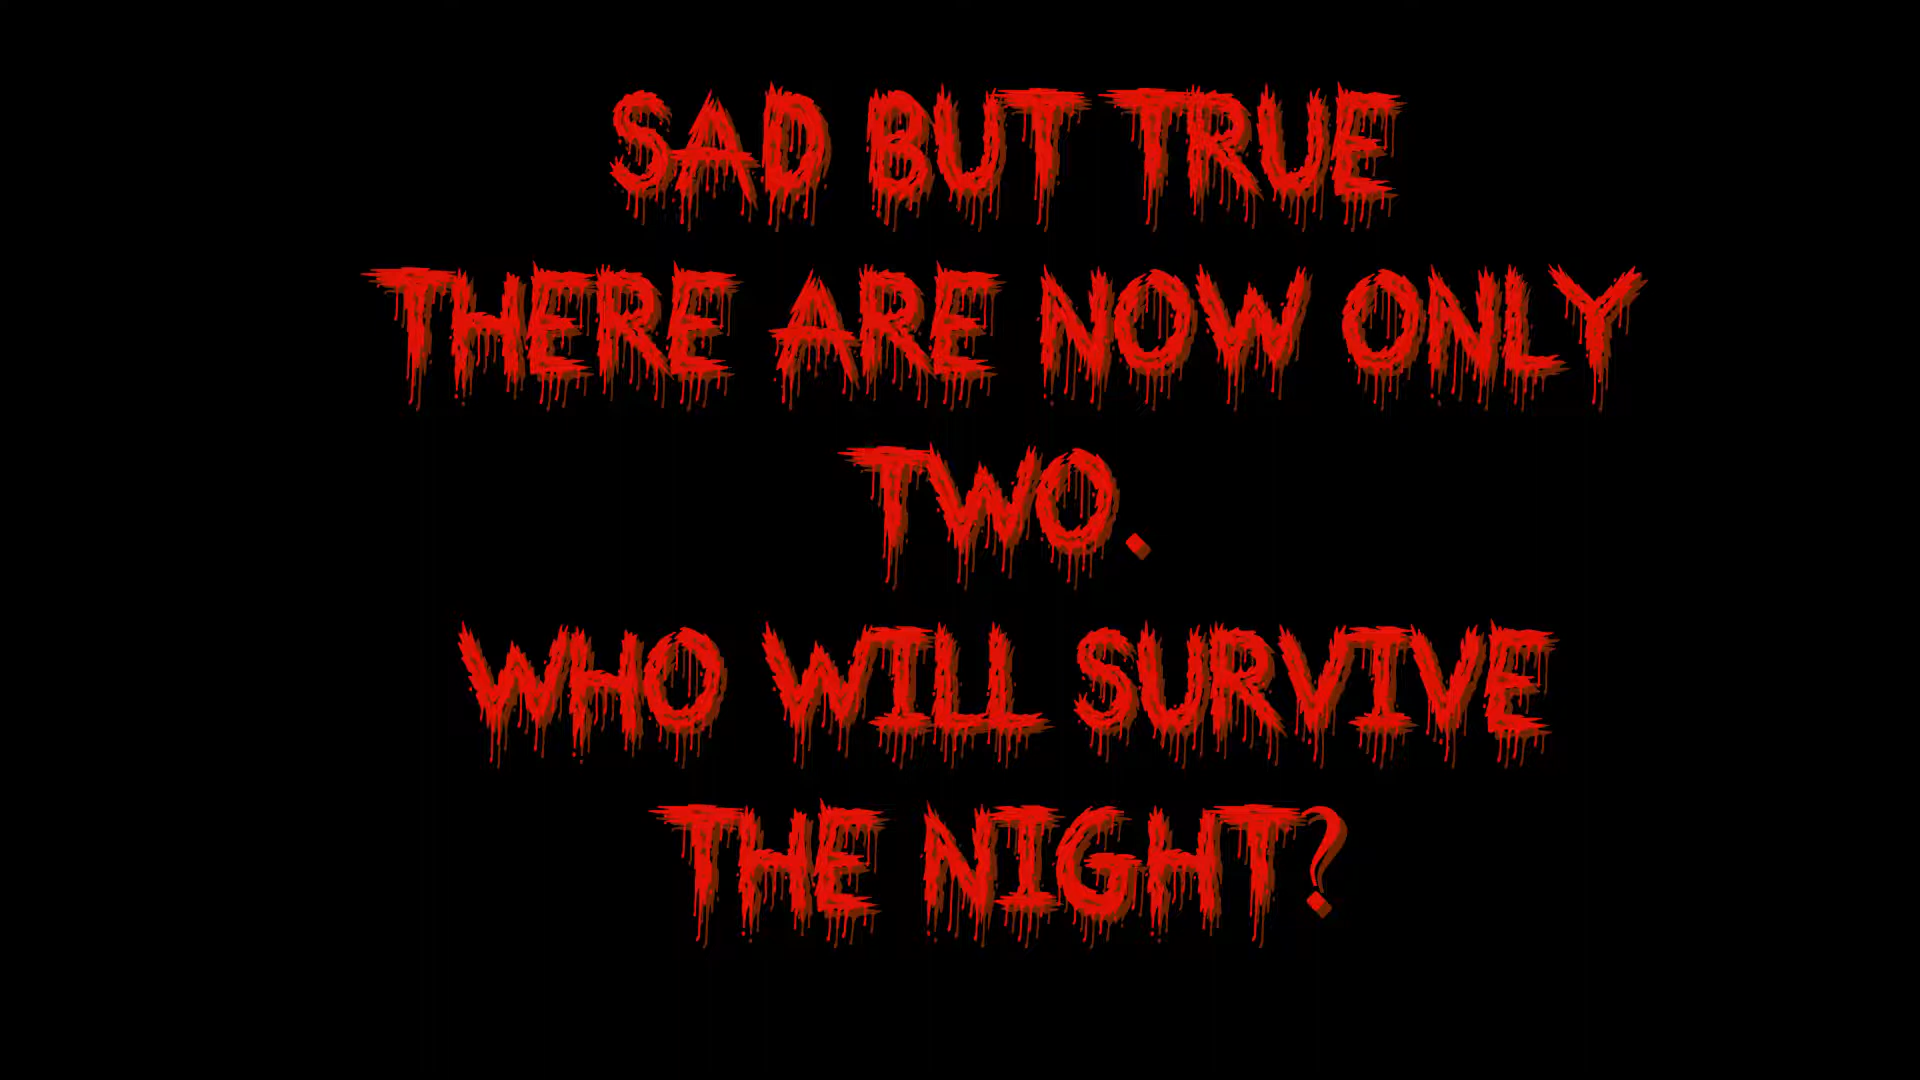 SAD BUT TRUE
THERE ARE NOW ONLY
TWO.
WHO WILL SURVIVE
THE NIGHT?